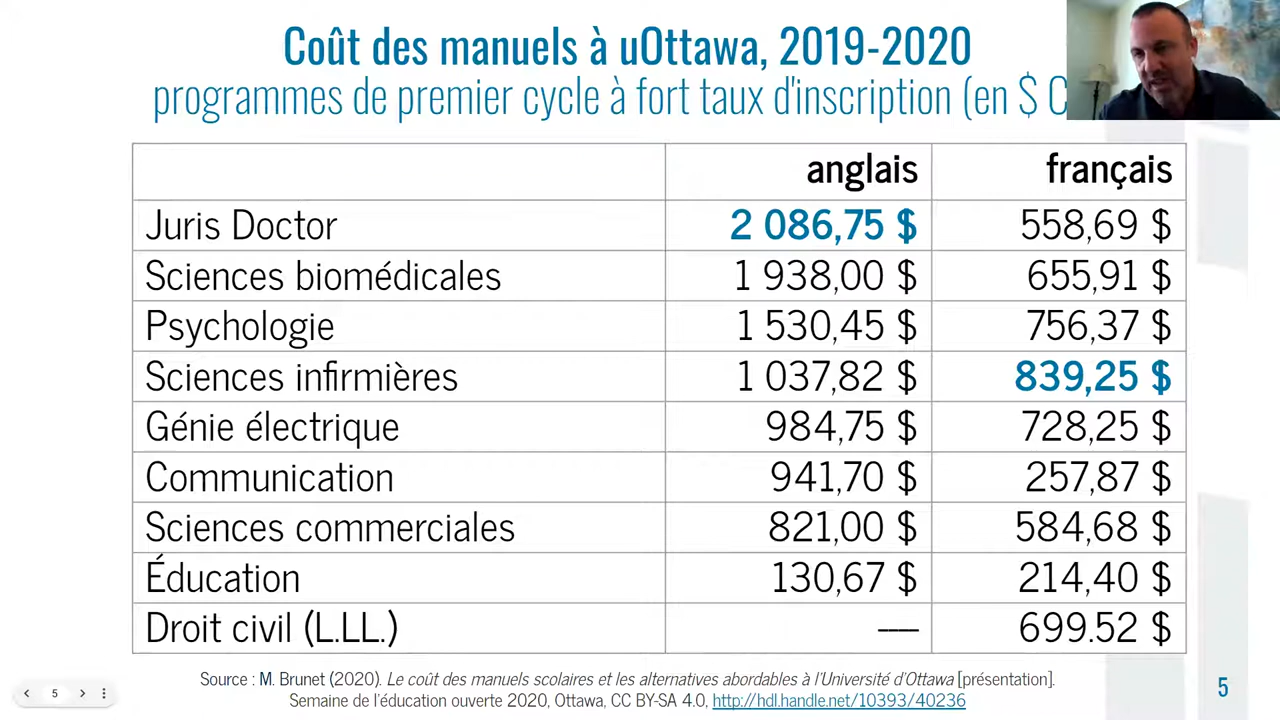 Coût des manuels à uOttawa, 2019-2020
programmes de premier cycle à fort taux d'inscription (en $ C
anglais français
Juris Doctor 2 086,75 $ 558,69 $
Sciences biomédicales 1 938,00 $ 655,91 $
Psychologie 1 530,45 $ 756,37 $
Sciences infirmières 1 037,82 $ 839,25 $
Génie électrique 984,75 $ 728,25 $
Communication 941,70 $ 257,87 $
Sciences commerciales 821,00 $ 584,68 $
Éducation 130,67 $ 214,40 $
Droit civil (L.LL.) — 699.52 $
Source : M. Brunet (2020). Le coût des manuels scolaires et les alternatives abordables à l'Université d'Ottawa [présentation].
Semaine de l'éducation ouverte 2020, Ottawa, CC BY-SA 4.0, http://hdl.handle.net/10393/40236
5
5